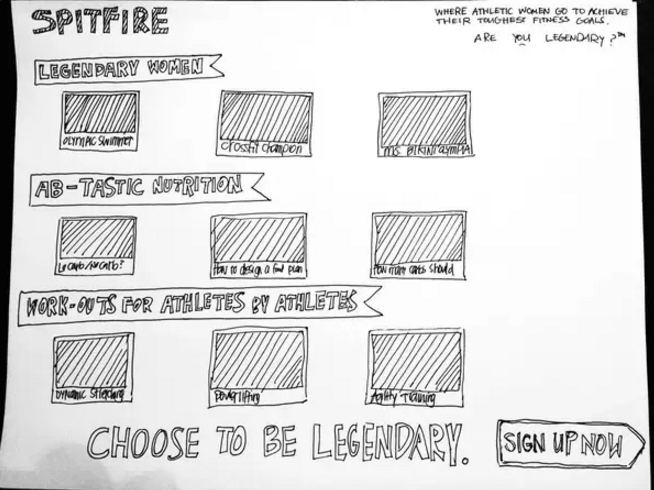 SPITFIRE
WHERE ATHLETIC WOMEN GO TO ACHIEVE
THEIR TOUGHEST FITNESS GOALS.
ARE YOU LEGENDARY?™
LEGENDARY WOMEN
OLYMPIC SWIMMER
CROSSFIT CHAMPION
MS. BIKINI OLYMPIA
AB-TASTIC NUTRITION
Lo carb/No carb?
How to design a food plan
How many carbs should
WORK-OUTS FOR ATHLETES BY ATHLETES
Dynamic Stretching
Powerlifting
Agility Training
CHOOSE TO BE LEGENDARY.
SIGN UP NOW